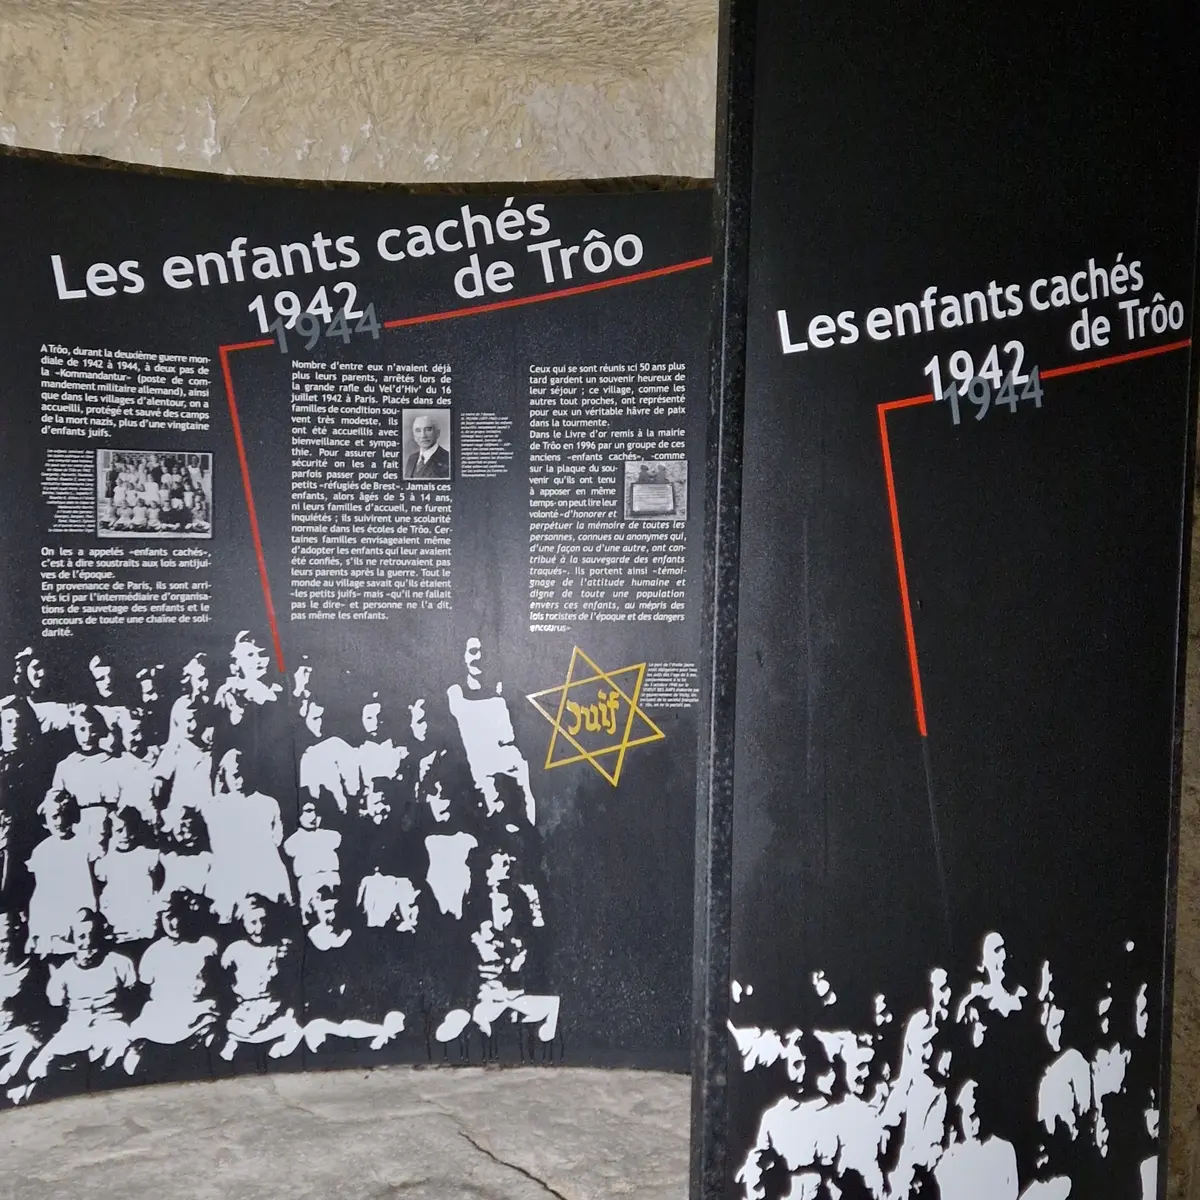 Les enfants cachés
de Trôo
1942
1944
A Trôo, durant la deuxième guerre mon-
diale de 1942 à 1944, à deux pas de
la «Kommandantur» (poste de com-
mandement militaire allemand), ainsi
que dans les villages d'alentour, on a
accueilli, protégé et sauvé des camps
de la mort nazis, plus d'une vingtaine
d'enfants juifs.
On les a appelés «enfants cachés»,
c'est à dire soustraits aux lois antijui-
ves de l'époque.
En provenance de Paris, ils sont arri-
vés ici par l'intermédiaire d'organisa-
tions de sauvetage des enfants et le
concours de toute une chaîne de soli-
darité.
Nombre d'entre eux n'avaient déjà
plus leurs parents, arrêtés lors de
la grande rafle du Vel'd'Hiv' du 16
juillet 1942 à Paris. Placés dans des
familles de condition sou-
vent très modeste, ils
ont été accueillis avec
bienveillance et sympa-
thie. Pour assurer leur
sécurité on les a fait
parfois passer pour des
petits «réfugiés de Brest». Jamais ces
enfants, alors âgés de 5 à 14 ans,
ni leurs familles d'accueil, ne furent
inquiétés ; ils suivirent une scolarité
normale dans les écoles de Trôo. Cer-
taines familles envisageaient même
d'adopter les enfants qui leur avaient
été confiés, s'ils ne retrouvaient pas
leurs parents après la guerre. Tout le
monde au village savait qu'ils étaient
«les petits juifs» mais «qu'il ne fallait
pas le dire» et personne ne l'a dit,
pas même les enfants.
Ceux qui se sont réunis ici 50 ans plus
tard gardent un souvenir heureux de
leur séjour ; ce village, comme les
autres tout proches, ont représenté
pour eux un véritable hâvre de paix
dans la tourmente.
Dans le Livre d'or remis à la mairie
de Trôo en 1996 par un groupe de ces
anciens «enfants cachés», «comme
sur la plaque du sou-
venir qu'ils ont tenu
à apposer en même
temps» on peut lire leur
volonté «d'honorer et
perpétuer la mémoire de toutes les
personnes, connues ou anonymes qui,
d'une façon ou d'une autre, ont con-
tribué à la sauvegarde des enfants
traqués». Ils portent ainsi «témoi-
gnage de l'attitude humaine et
digne de toute une population
envers ces enfants, au mépris des
lois racistes de l'époque et des dangers
encourus»
Juif
Les enfants cachés
de Trôo
1942
1944